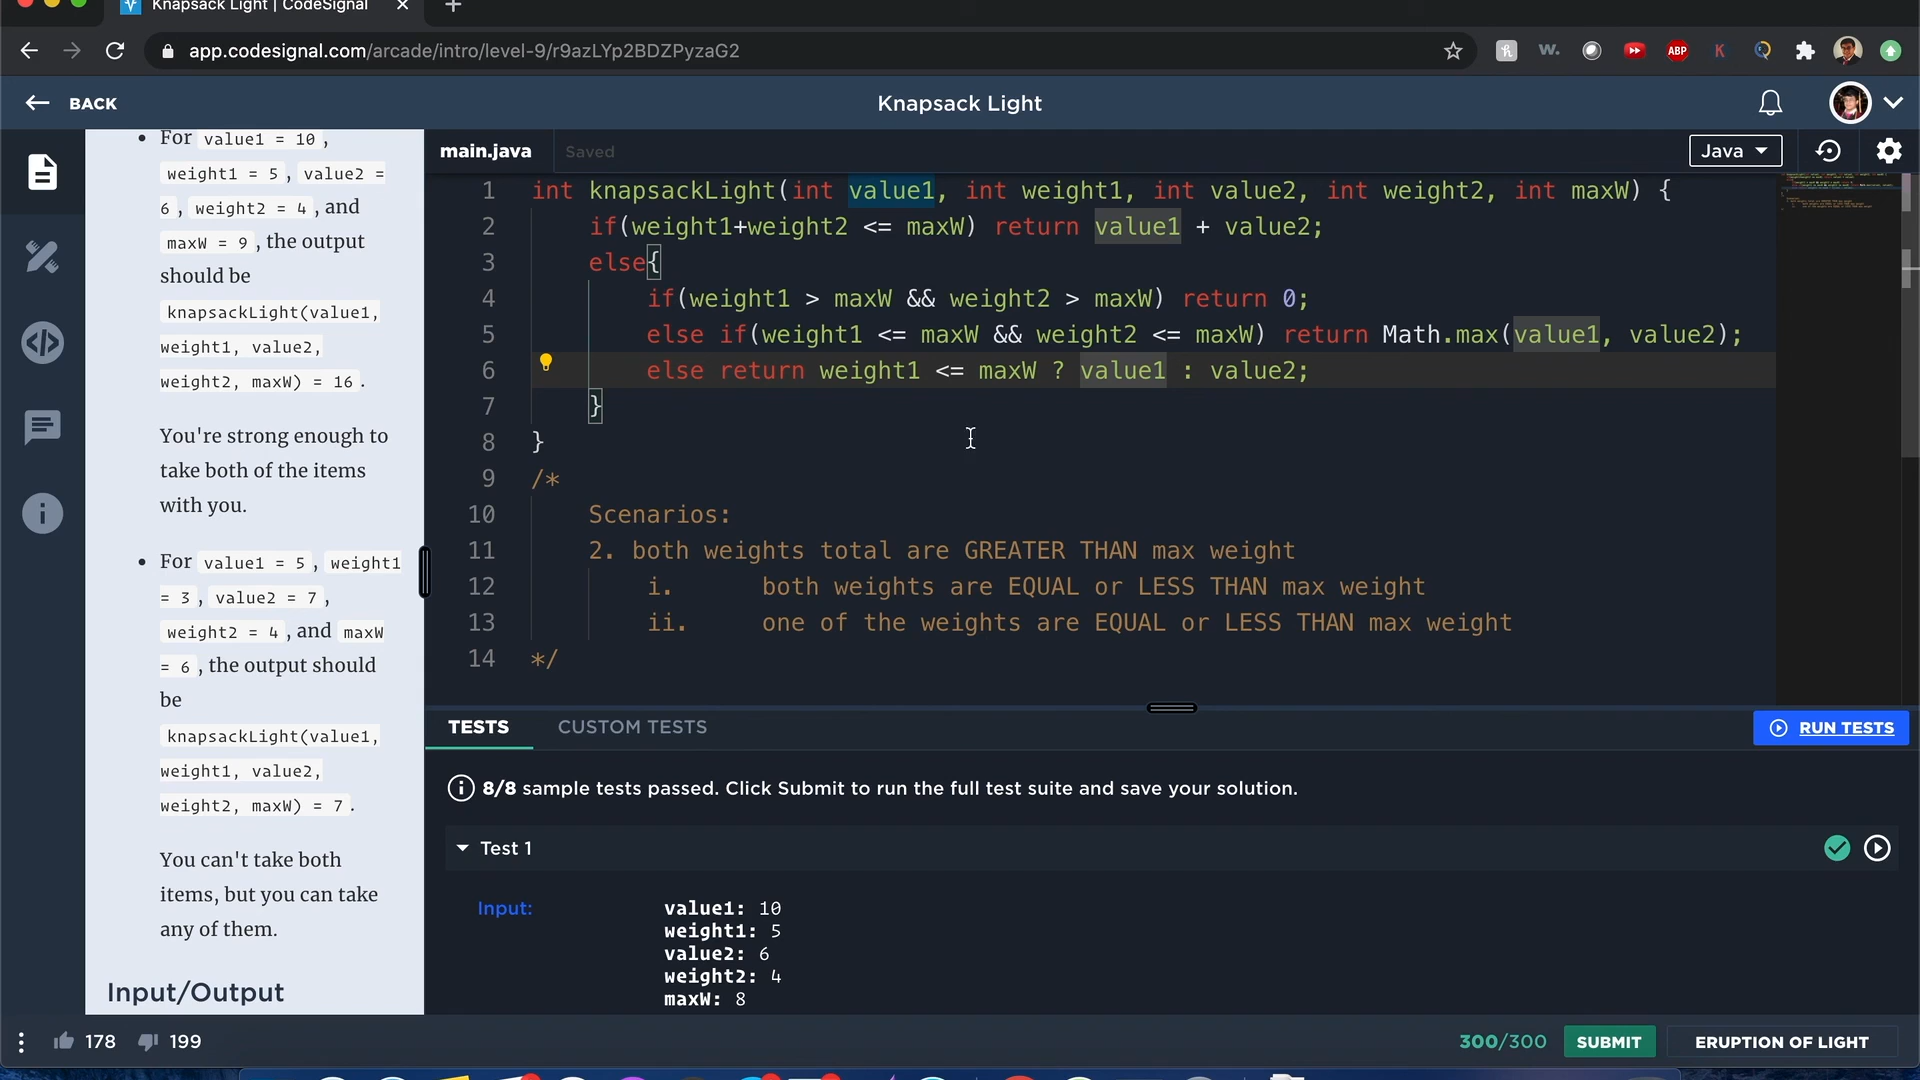 Knapsack Light | CodeSignal
app.codesignal.com/arcade/intro/level-9/r9azLYp2BDZPyzaG2
W.
ABP
K
BACK
Knapsack Light
For value1 = 10 ,
weight1 = 5 , value2 =
6 , weight2 = 4 , and
maxW = 9 , the output
should be
knapsackLight(value1,
weight1, value2,
weight2, maxW) = 16 .
You're strong enough to
take both of the items
with you.
For value1 = 5 , weight1
= 3 , value2 = 7 ,
weight2 = 4 , and maxW
= 6 , the output should
be
knapsackLight(value1,
weight1, value2,
weight2, maxW) = 7 .
You can't take both
items, but you can take
any of them.
Input/Output
main.java Saved
Java
1 int knapsackLight(int value1, int weight1, int value2, int weight2, int maxW) {
2 if(weight1+weight2 <= maxW) return value1 + value2;
3 else{
4 if(weight1 > maxW && weight2 > maxW) return 0;
5 else if(weight1 <= maxW && weight2 <= maxW) return Math.max(value1, value2);
6 else return weight1 <= maxW ? value1 : value2;
7 }
8 }
9 /*
10 Scenarios:
11 2. both weights total are GREATER THAN max weight
12 i. both weights are EQUAL or LESS THAN max weight
13 ii. one of the weights are EQUAL or LESS THAN max weight
14 */
TESTS CUSTOM TESTS
RUN TESTS
8/8 sample tests passed. Click Submit to run the full test suite and save your solution.
Test 1
Input:
value1: 10
weight1: 5
value2: 6
weight2: 4
maxW: 8
178 199
300/300 SUBMIT ERUPTION OF LIGHT